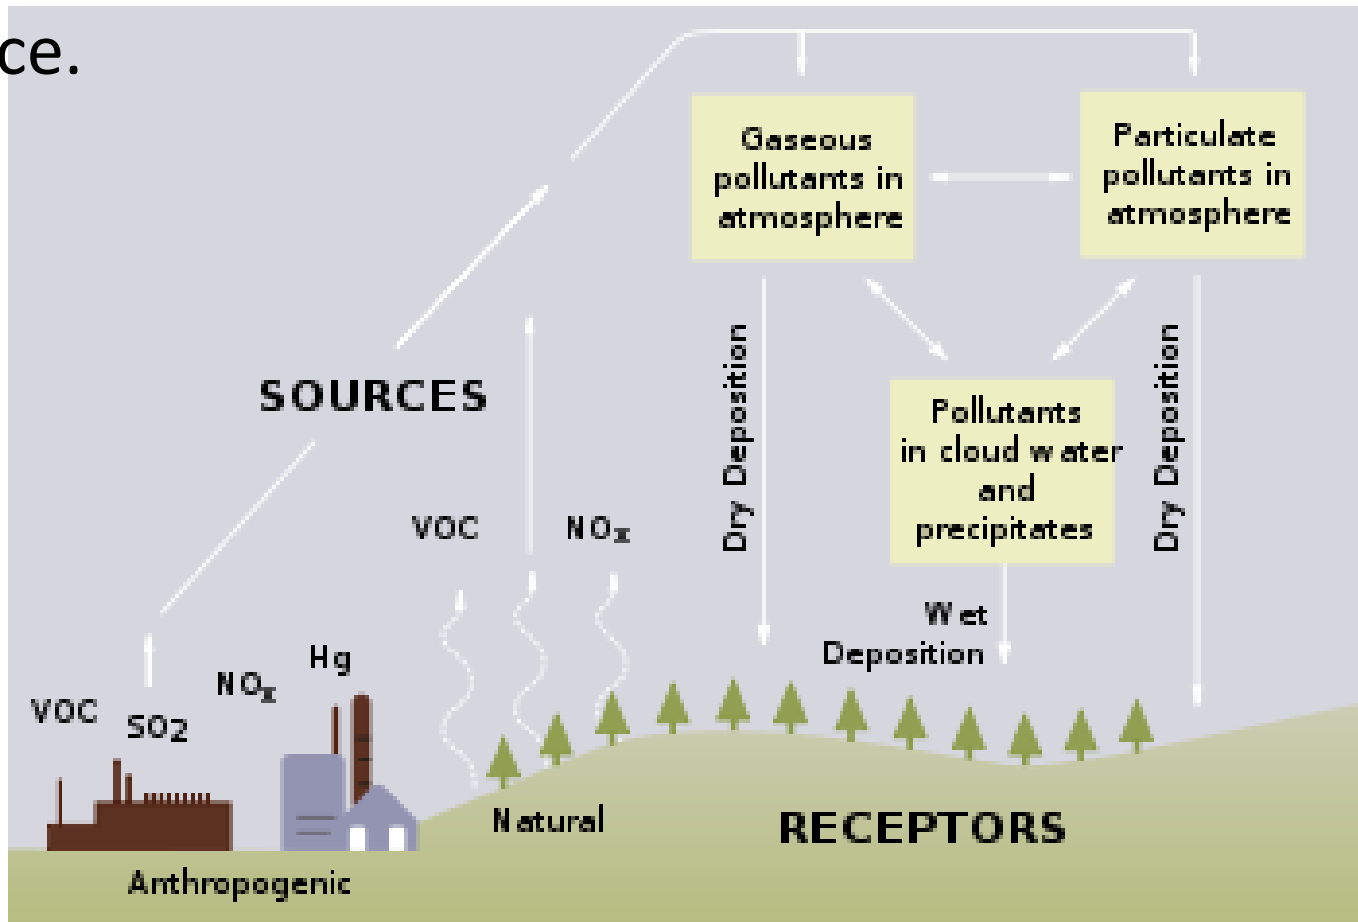 ce.
Gaseous
pollutants in
atmosphere
Particulate
pollutants in
atmosphere
SOURCES
Dry Deposition
Pollutants
in cloud water
and
precipitates
Dry Deposition
VOC
NOx
Wet
Deposition
VOC
SO2
NOx
Hg
Natural
RECEPTORS
Anthropogenic